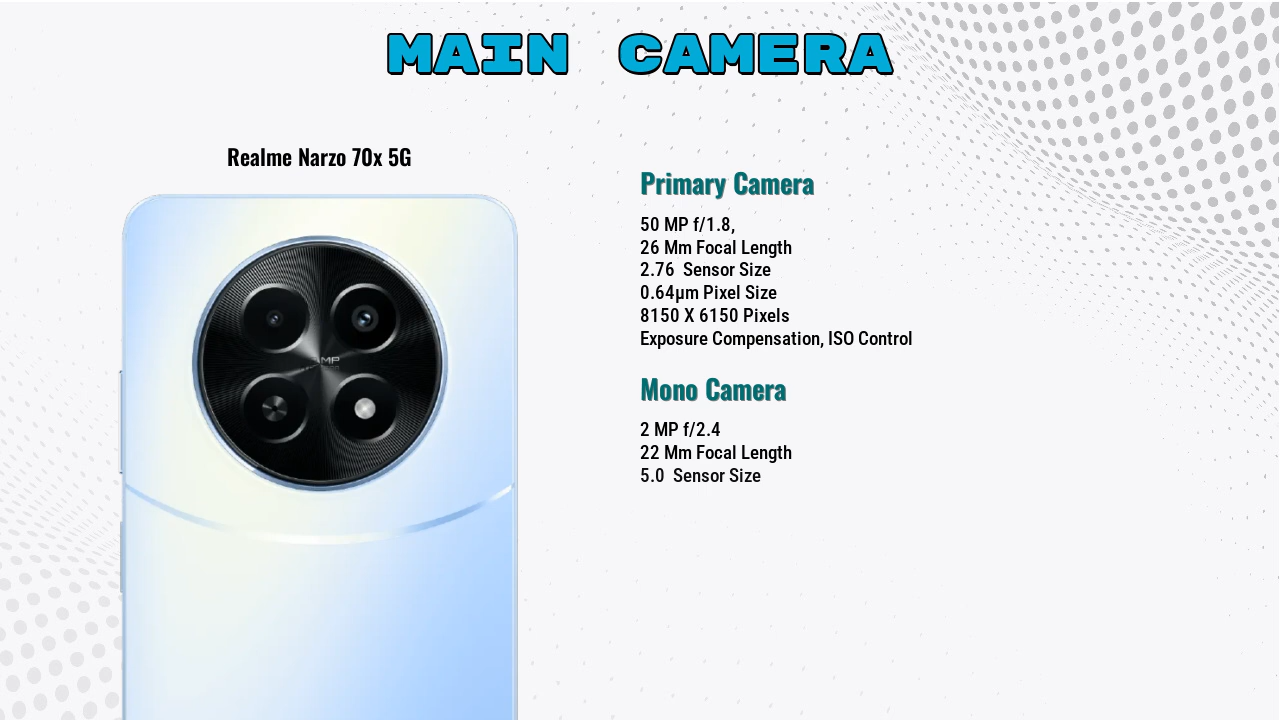 MAIN CAMERA
Realme Narzo 70x 5G
Primary Camera
50 MP f/1.8,
26 Mm Focal Length
2.76  Sensor Size
0.64µm Pixel Size
8150 X 6150 Pixels
Exposure Compensation, ISO Control
Mono Camera
2 MP f/2.4
22 Mm Focal Length
5.0  Sensor Size
MP